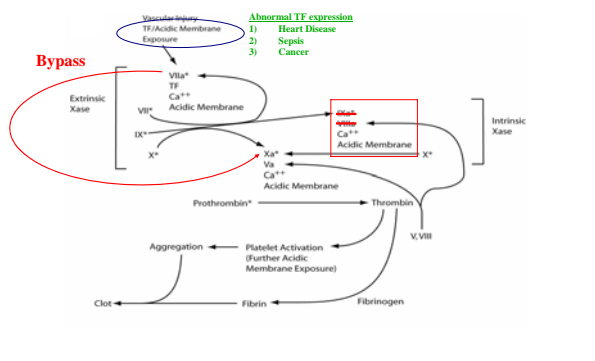 Vascular Injury
TF/Acidic Membrane
Exposure
Abnormal TF expression
1) Heart Disease
2) Sepsis
3) Cancer
Bypass
VIIa*
TF
Ca++
Acidic Membrane
Extrinsic
Xase
VII*
IX*
X*
IXa*
VIIIa
Ca++
Acidic Membrane
Intrinsic
Xase
Xa*
Va
Ca++
Acidic Membrane
X*
Prothrombin*
Thrombin
V, VIII
Aggregation
Platelet Activation
(Further Acidic
Membrane Exposure)
Clot
Fibrin
Fibrinogen